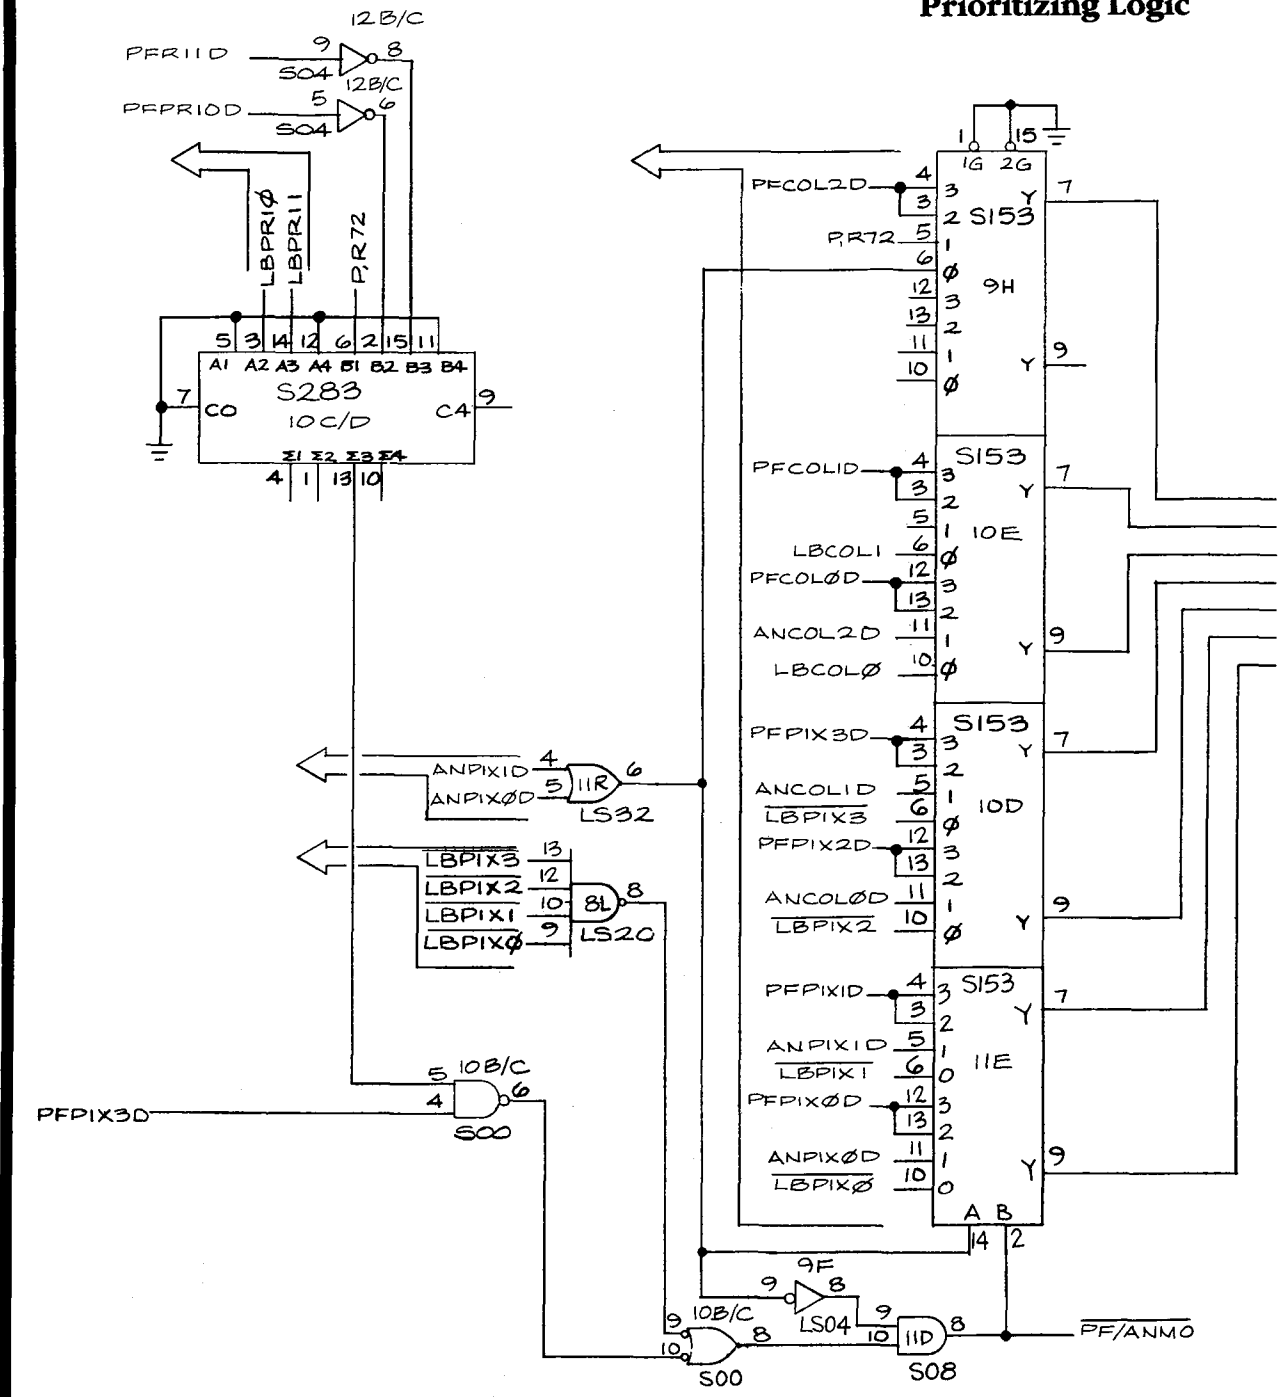 Prioritizing Logic
12 B/C
PFR11D 9 8
S04
12B/C
PFPR10D 5 6
S04
LBPR1Ø
LBPR11
P,R72
5 3 14 12 6 2 15 11
A1 A2 A3 A4 B1 B2 B3 B4
S283
7 C0 C4 9
10 C/D
Σ1 Σ2 Σ3 Σ4
4 1 13 10
1 15
1G 2G
PFCOL2D 4 3 Y 7
3 2 S153
P,R72 5 1
6 Ø 9H
12 3
13 2
11 1 Y 9
10 Ø
S153
PFCOL1D 4 3 Y 7
3 2
5 1 10E
LBCOL1 6 Ø
PFCOLØD 12 3
13 2
ANCOL2D 11 1 Y 9
LBCOLØ 10 Ø
S153
PFPIX3D 4 3 Y 7
3 2
ANCOL1D 5 1 10D
LBPIX3 6 Ø
PFPIX2D 12 3
13 2
ANCOLØD 11 1 Y 9
LBPIX2 10 Ø
S153
PFPIX1D 4 3 Y 7
3 2
ANPIX1D 5 1 11E
LBPIX1 6 0
PFPIXØD 12 3
13 2
ANPIXØD 11 1 Y 9
LBPIXØ 10 0
A B
14 2
ANPIX1D 4 11R 6
ANPIXØD 5
LS32
LBPIX3 13
LBPIX2 12 8L 8
LBPIX1 10
LBPIXØ 9 LS20
10B/C
5 6
PFPIX3D 4
S00
9F
9 8
LS04
10B/C
9 8
10
S00
9 11D 8
10
S08
PF/ANMO